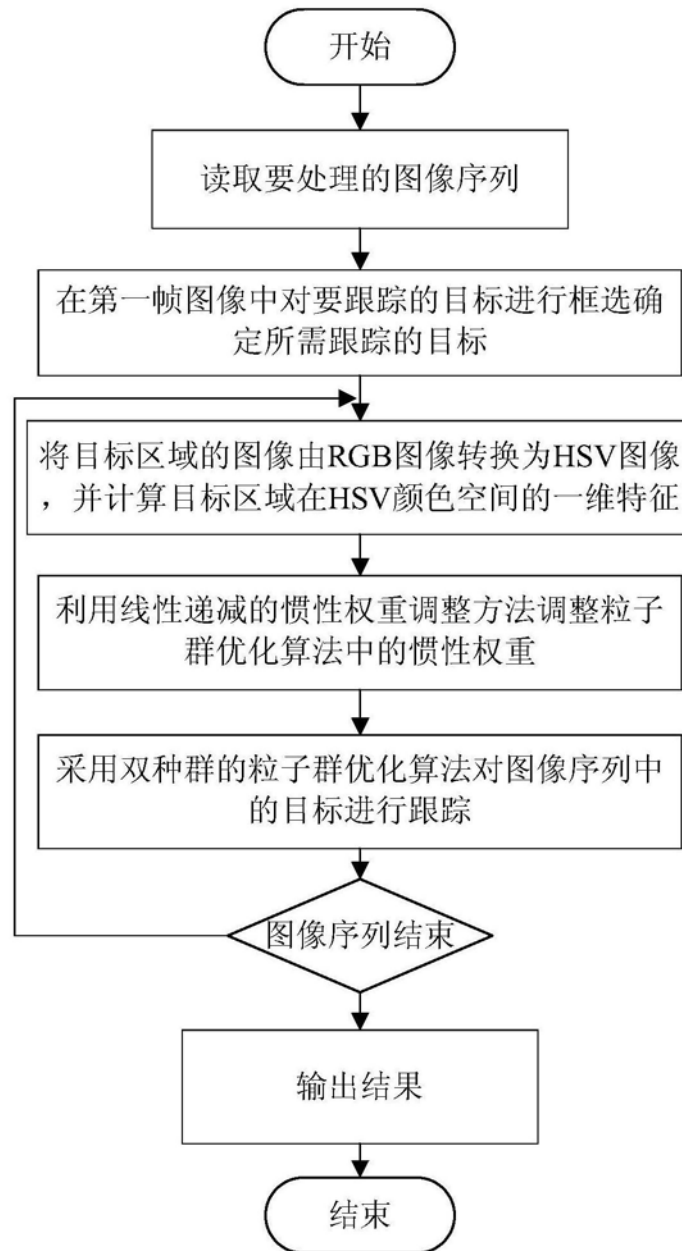 开始
读取要处理的图像序列
在第一帧图像中对要跟踪的目标进行框选确
定所需跟踪的目标
将目标区域的图像由RGB图像转换为HSV图像
，并计算目标区域在HSV颜色空间的一维特征
利用线性递减的惯性权重调整方法调整粒子
群优化算法中的惯性权重
采用双种群的粒子群优化算法对图像序列中
的目标进行跟踪
图像序列结束
输出结果
结束